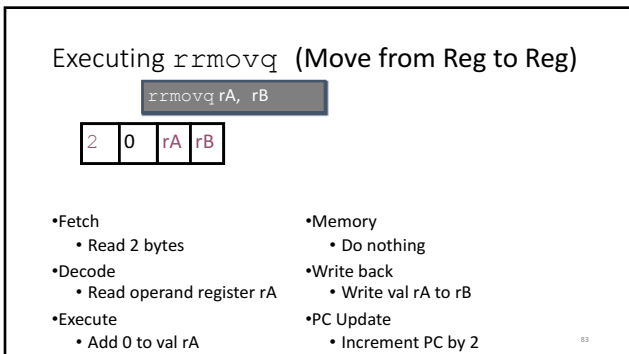 Executing rrmovq (Move from Reg to Reg)
rrmovq rA, rB
2 0 rA rB
•Fetch
• Read 2 bytes
•Decode
• Read operand register rA
•Execute
• Add 0 to val rA
•Memory
• Do nothing
•Write back
• Write val rA to rB
•PC Update
• Increment PC by 2
83